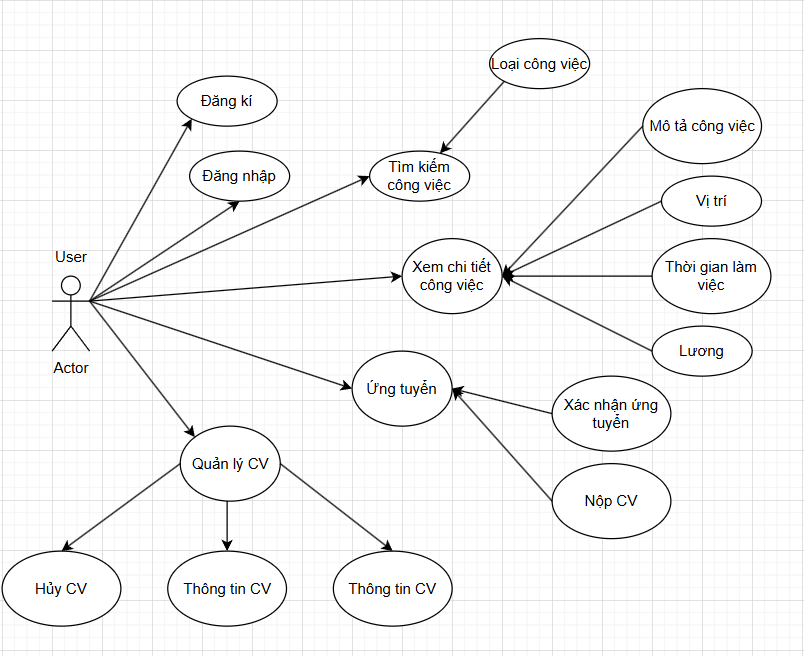 Loại công việc
Đăng kí
Mô tả công việc
Đăng nhập
Tìm kiếm
công việc
Vị trí
User
Xem chi tiết
công việc
Thời gian làm
việc
Actor
Lương
Ứng tuyển
Xác nhận ứng
tuyển
Quản lý CV
Nộp CV
Hủy CV
Thông tin CV
Thông tin CV